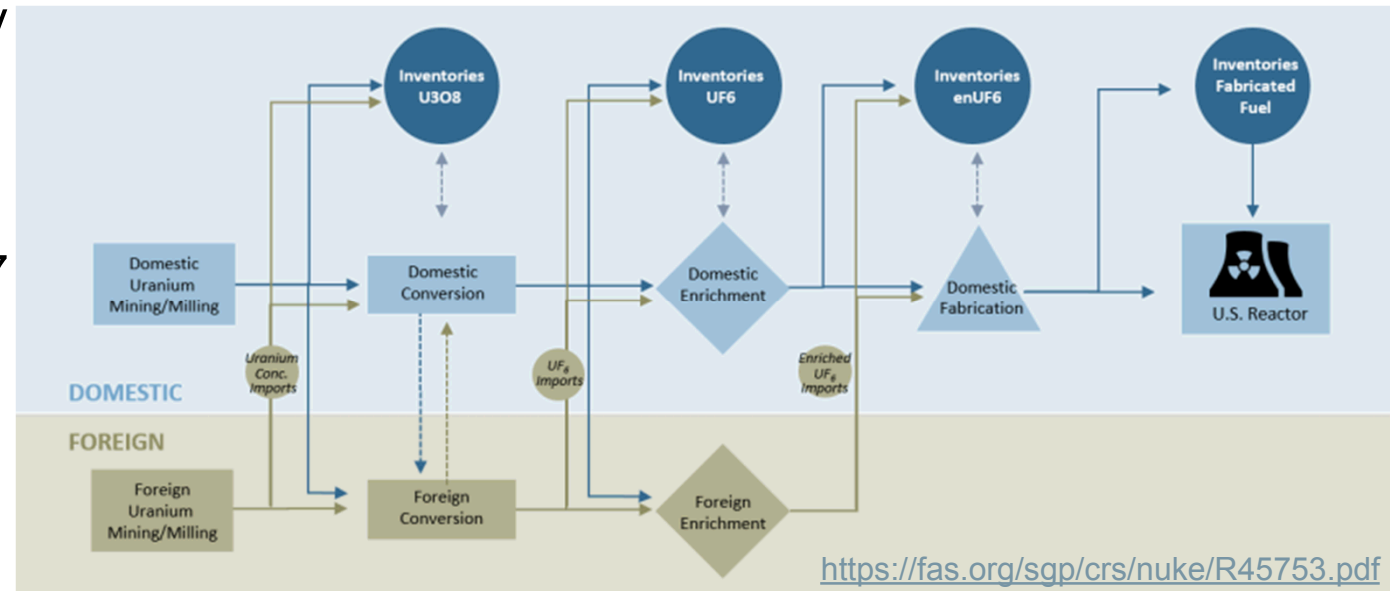 Inventories
U3O8
Inventories
UF6
Inventories
enUF6
Inventories
Fabricated
Fuel
Domestic
Uranium
Mining/Milling
Domestic
Conversion
Domestic
Enrichment
Domestic
Fabrication
U.S. Reactor
Uranium
Conc.
Imports
UF6
Imports
Enriched
UF6
Imports
DOMESTIC
FOREIGN
Foreign
Uranium
Mining/Milling
Foreign
Conversion
Foreign
Enrichment
https://fas.org/sgp/crs/nuke/R45753.pdf